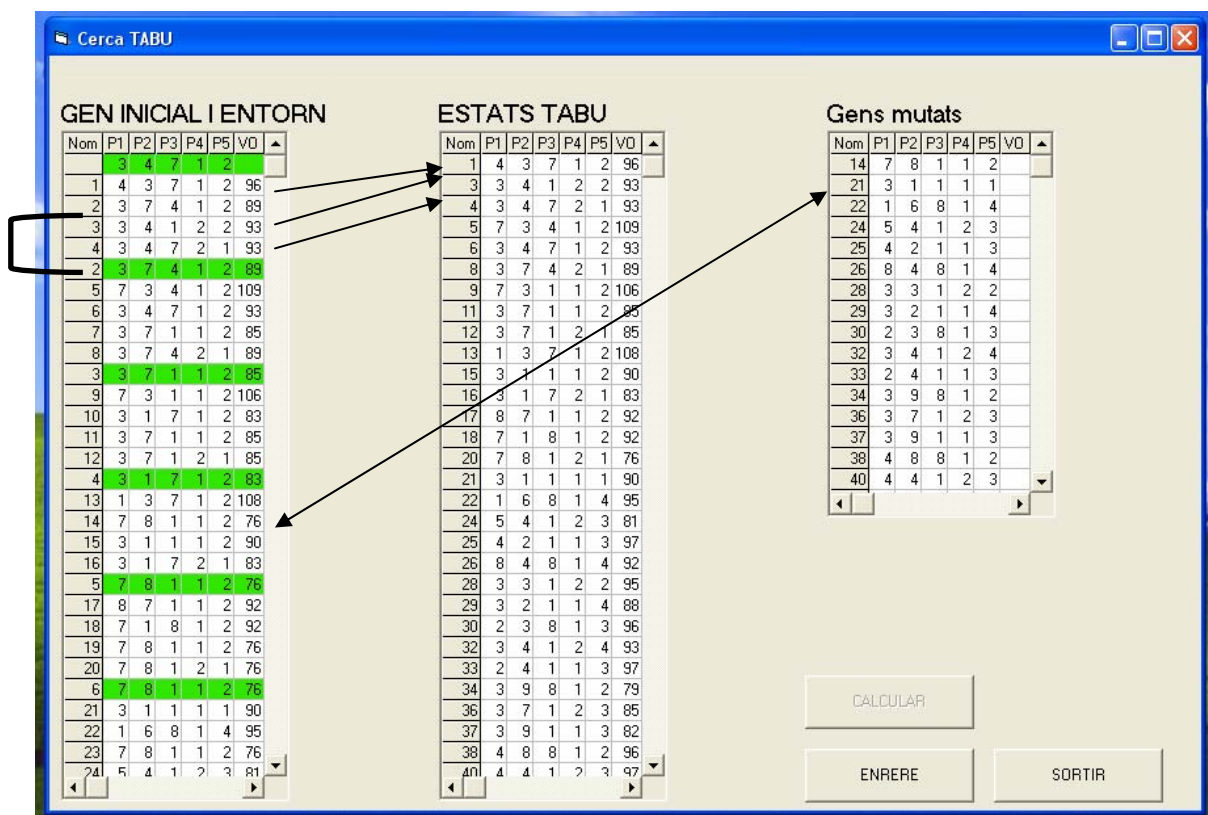 Cerca TABU
GEN INICIAL I ENTORN
Nom P1 P2 P3 P4 P5 VO
3 4 7 1 2
1 4 3 7 1 2 96
2 3 7 4 1 2 89
3 3 4 1 2 2 93
4 3 4 7 2 1 93
2 3 7 4 1 2 89
5 7 3 4 1 2 109
6 3 4 7 1 2 93
7 3 7 1 1 2 85
8 3 7 4 2 1 89
3 3 7 1 1 2 85
9 7 3 1 1 2 106
10 3 1 7 1 2 83
11 3 7 1 1 2 85
12 3 7 1 2 1 85
4 3 1 7 1 2 83
13 1 3 7 1 2 108
14 7 8 1 1 2 76
15 3 1 1 1 2 90
16 3 1 7 2 1 83
5 7 8 1 1 2 76
17 8 7 1 1 2 92
18 7 1 8 1 2 92
19 7 8 1 1 2 76
20 7 8 1 2 1 76
6 7 8 1 1 2 76
21 3 1 1 1 1 90
22 1 6 8 1 4 95
23 7 8 1 1 2 76
24 5 4 1 2 3 81
ESTATS TABU
Nom P1 P2 P3 P4 P5 VO
1 4 3 7 1 2 96
3 3 4 1 2 2 93
4 3 4 7 2 1 93
5 7 3 4 1 2 109
6 3 4 7 1 2 93
8 3 7 4 2 1 89
9 7 3 1 1 2 106
11 3 7 1 1 2 85
12 3 7 1 2 1 85
13 1 3 7 1 2 108
15 3 1 1 1 2 90
16 3 1 7 2 1 83
17 8 7 1 1 2 92
18 7 1 8 1 2 92
20 7 8 1 2 1 76
21 3 1 1 1 1 90
22 1 6 8 1 4 95
24 5 4 1 2 3 81
25 4 2 1 1 3 97
26 8 4 8 1 4 92
28 3 3 1 2 2 95
29 3 2 1 1 4 88
30 2 3 8 1 3 96
32 3 4 1 2 4 93
33 2 4 1 1 3 97
34 3 9 8 1 2 79
36 3 7 1 2 3 85
37 3 9 1 1 3 82
38 4 8 8 1 2 96
40 4 4 1 2 3 97
Gens mutats
Nom P1 P2 P3 P4 P5 VO
14 7 8 1 1 2
21 3 1 1 1 1
22 1 6 8 1 4
24 5 4 1 2 3
25 4 2 1 1 3
26 8 4 8 1 4
28 3 3 1 2 2
29 3 2 1 1 4
30 2 3 8 1 3
32 3 4 1 2 4
33 2 4 1 1 3
34 3 9 8 1 2
36 3 7 1 2 3
37 3 9 1 1 3
38 4 8 8 1 2
40 4 4 1 2 3
CALCULAR
ENRERE
SORTIR